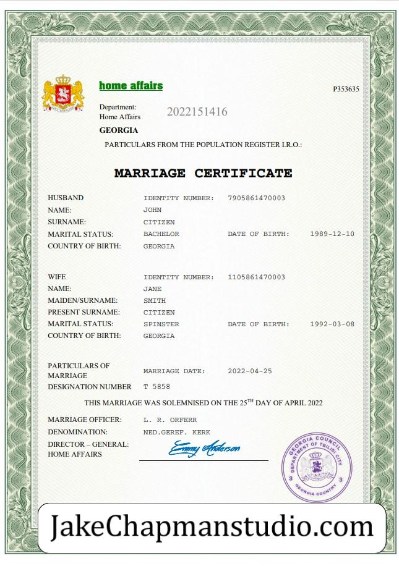 home affairs
P353635
Department:
Home Affairs
2022151416
GEORGIA
PARTICULARS FROM THE POPULATION REGISTER I.R.O.:
MARRIAGE CERTIFICATE
HUSBAND IDENTITY NUMBER: 7905861470003
NAME: JOHN
SURNAME: CITIZEN
MARITAL STATUS: BACHELOR DATE OF BIRTH: 1989-12-10
COUNTRY OF BIRTH: GEORGIA
WIFE IDENTITY NUMBER: 1105861470003
NAME: JANE
MAIDEN/SURNAME: SMITH
PRESENT SURNAME: CITIZEN
MARITAL STATUS: SPINSTER DATE OF BIRTH: 1992-03-08
COUNTRY OF BIRTH: GEORGIA
PARTICULARS OF
MARRIAGE MARRIAGE DATE: 2022-04-25
DESIGNATION NUMBER T 5858
THIS MARRIAGE WAS SOLEMNISED ON THE 25TH DAY OF APRIL 2022
MARRIAGE OFFICER: L. R. ORFERR
DENOMINATION: NED.GEREF. KERK
DIRECTOR – GENERAL:
HOME AFFAIRS
Emmy Anderson
GEORGIA COUNCIL
DEPARTMENT OF TBILISI CITY
GEORGIA COUNTRY
JakeChapmanstudio.com